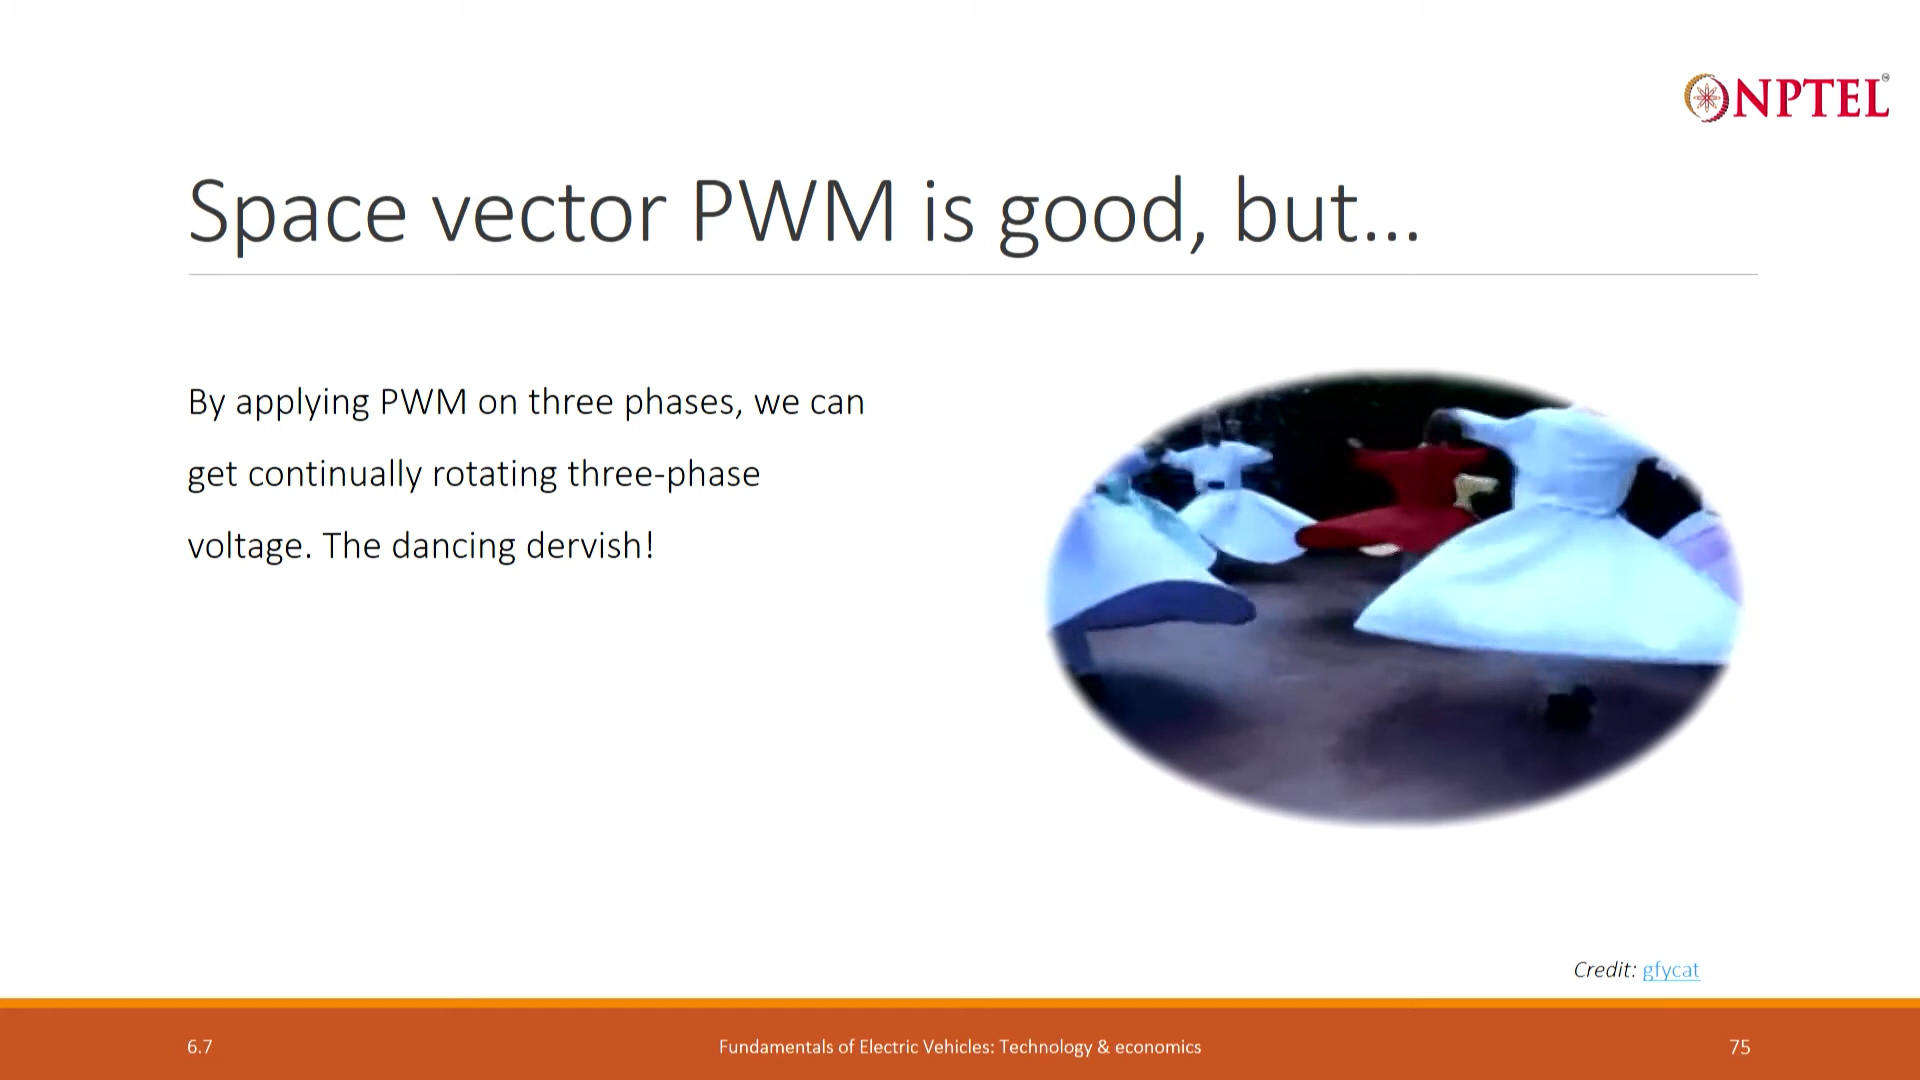 NPTEL
Space vector PWM is good, but...
By applying PWM on three phases, we can
get continually rotating three-phase
voltage. The dancing dervish!
Credit: gfycat
6.7
Fundamentals of Electric Vehicles: Technology & economics
75